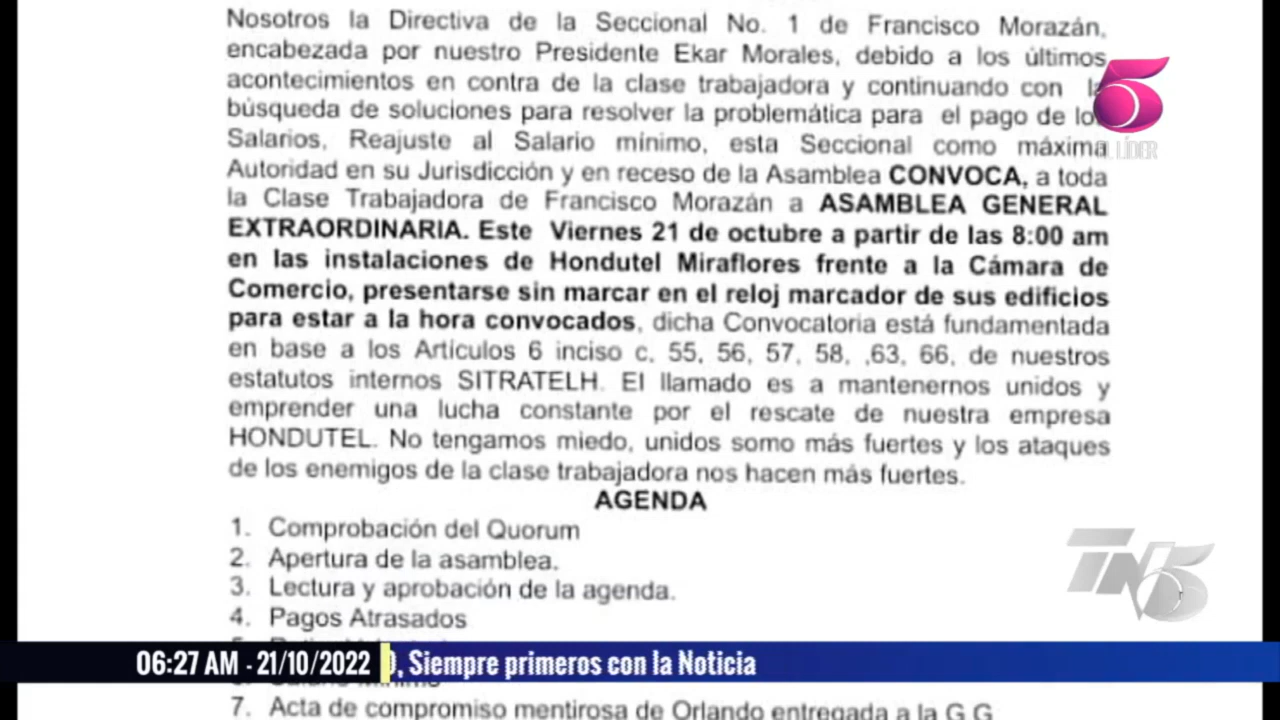 Nosotros la Directiva de la Seccional No. 1 de Francisco Morazán,
encabezada por nuestro Presidente Ekar Morales, debido a los últimos
acontecimientos en contra de la clase trabajadora y continuando con
búsqueda de soluciones para resolver la problemática para el pago de
Salarios, Reajuste al Salario mínimo, esta Seccional como máxima
Autoridad en su Jurisdicción y en receso de la Asamblea CONVOCA, a toda
la Clase Trabajadora de Francisco Morazán a ASAMBLEA GENERAL
EXTRAORDINARIA. Este Viernes 21 de octubre a partir de las 8:00 am
en las instalaciones de Hondutel Miraflores frente a la Cámara de
Comercio, presentarse sin marcar en el reloj marcador de sus edificios
para estar a la hora convocados, dicha Convocatoria está fundamentada
en base a los Artículos 6 inciso c, 55, 56, 57, 58, ,63, 66, de nuestros
estatutos internos SITRATELH. El llamado es a mantenernos unidos y
emprender una lucha constante por el rescate de nuestra empresa
HONDUTEL. No tengamos miedo, unidos somo más fuertes y los ataques
de los enemigos de la clase trabajadora nos hacen más fuertes.
AGENDA
1. Comprobación del Quorum
2. Apertura de la asamblea.
3. Lectura y aprobación de la agenda.
4. Pagos Atrasados
7. Acta de compromiso mentirosa de Orlando entregada a la G G
5
EL LÍDER
TN5
06:27 AM - 21/10/2022 , Siempre primeros con la Noticia